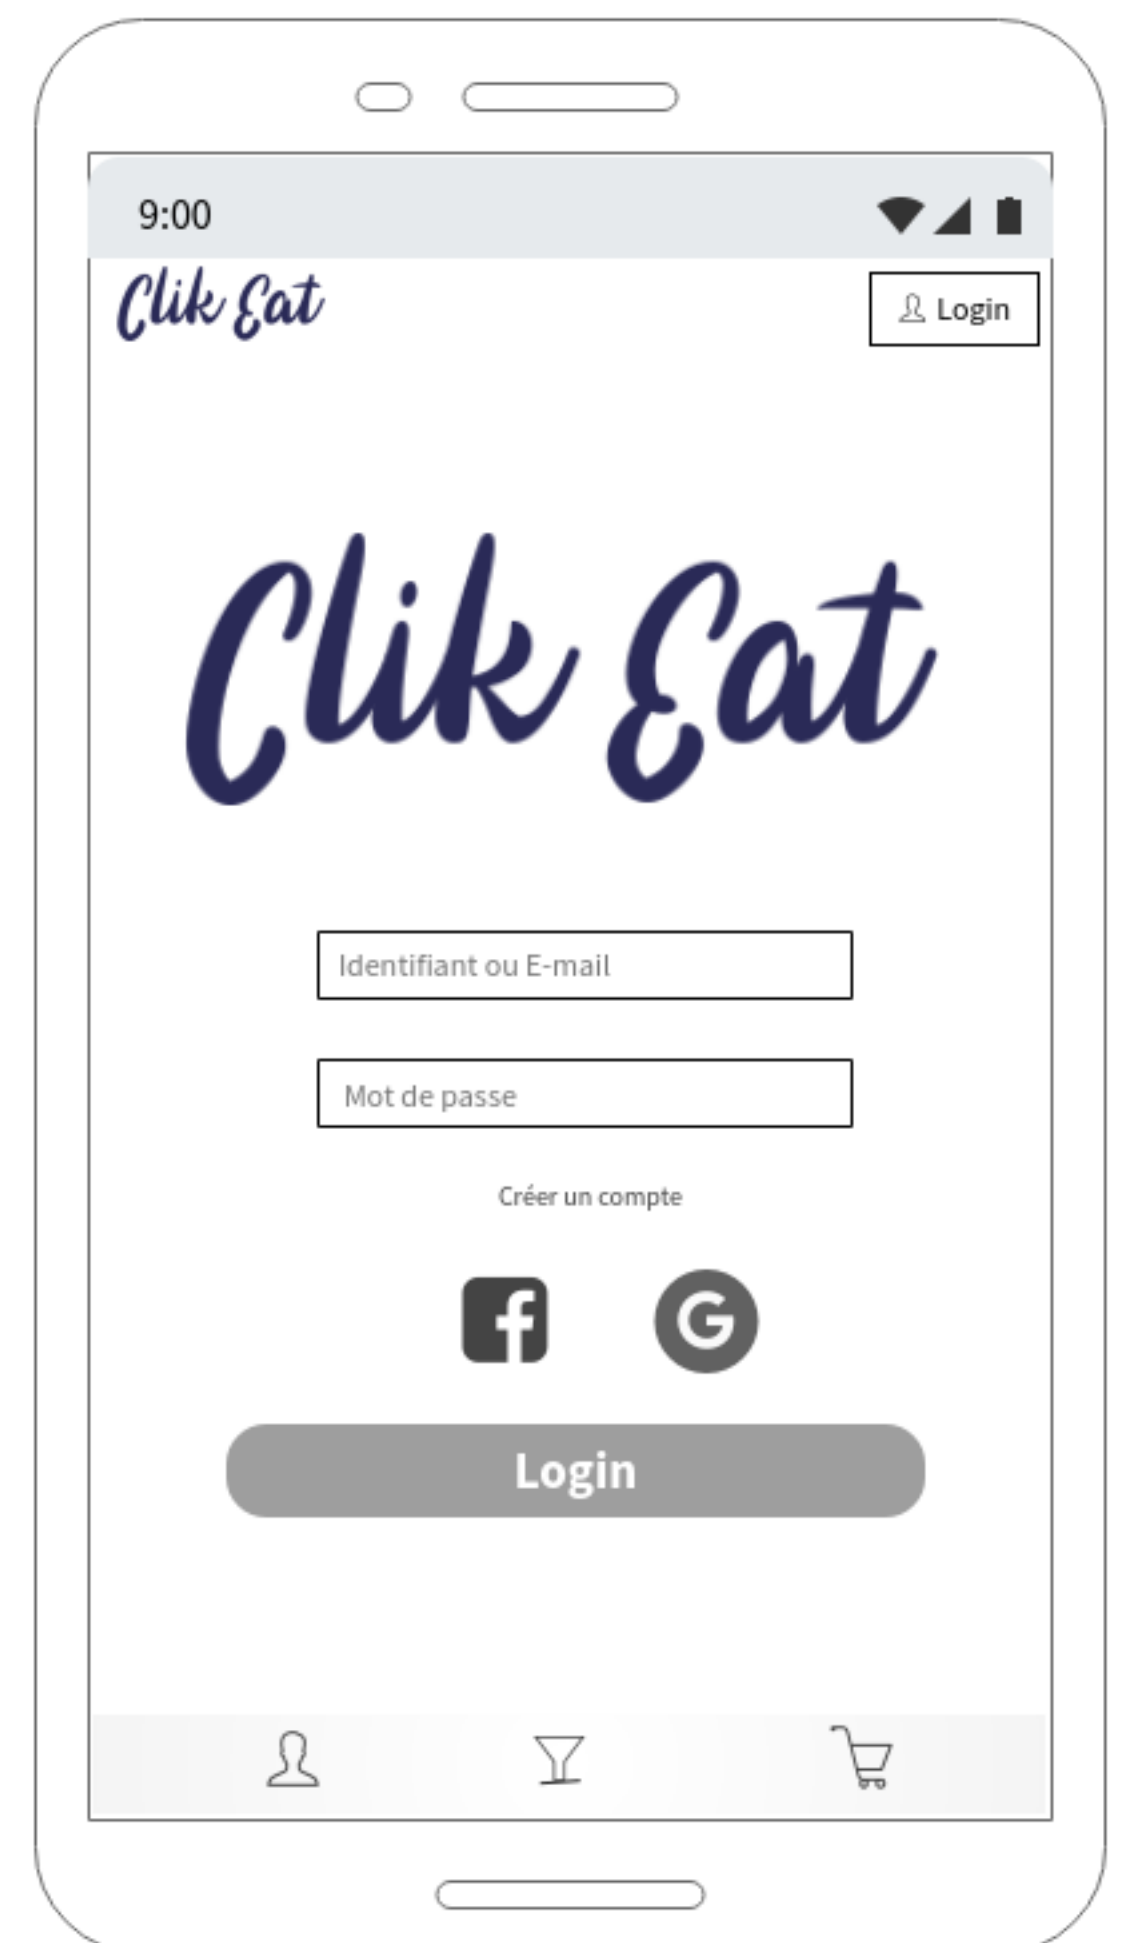 9:00
Clik Eat
Login
Clik Eat
Identifiant ou E-mail
Mot de passe
Créer un compte
f G
Login